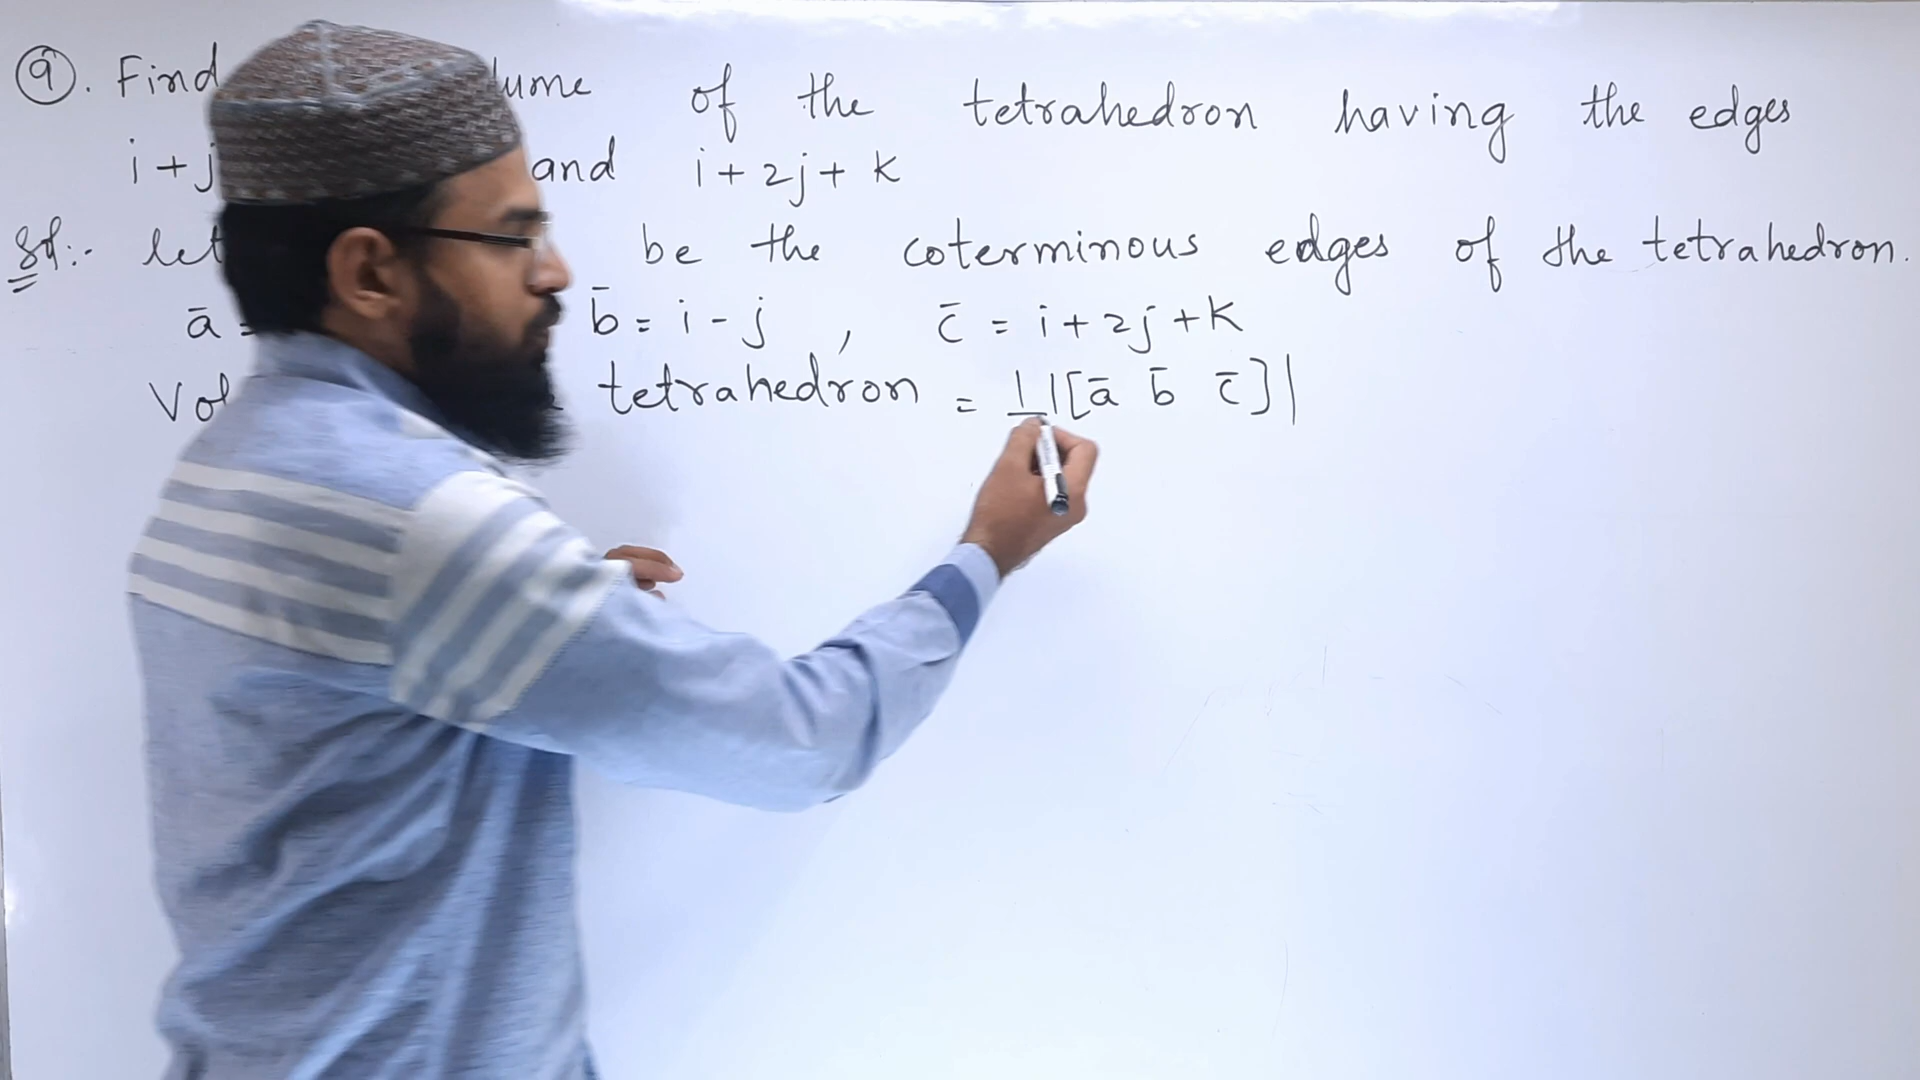 9. Find of the tetrahedron having the edges
i + j and i + 2j + k
Sol:- let be the coterminous edges of the tetrahedron.
ā = b̄ = i - j , c̄ = i + 2j + k
Vol tetrahedron = 1 |[ā b̄ c̄]|